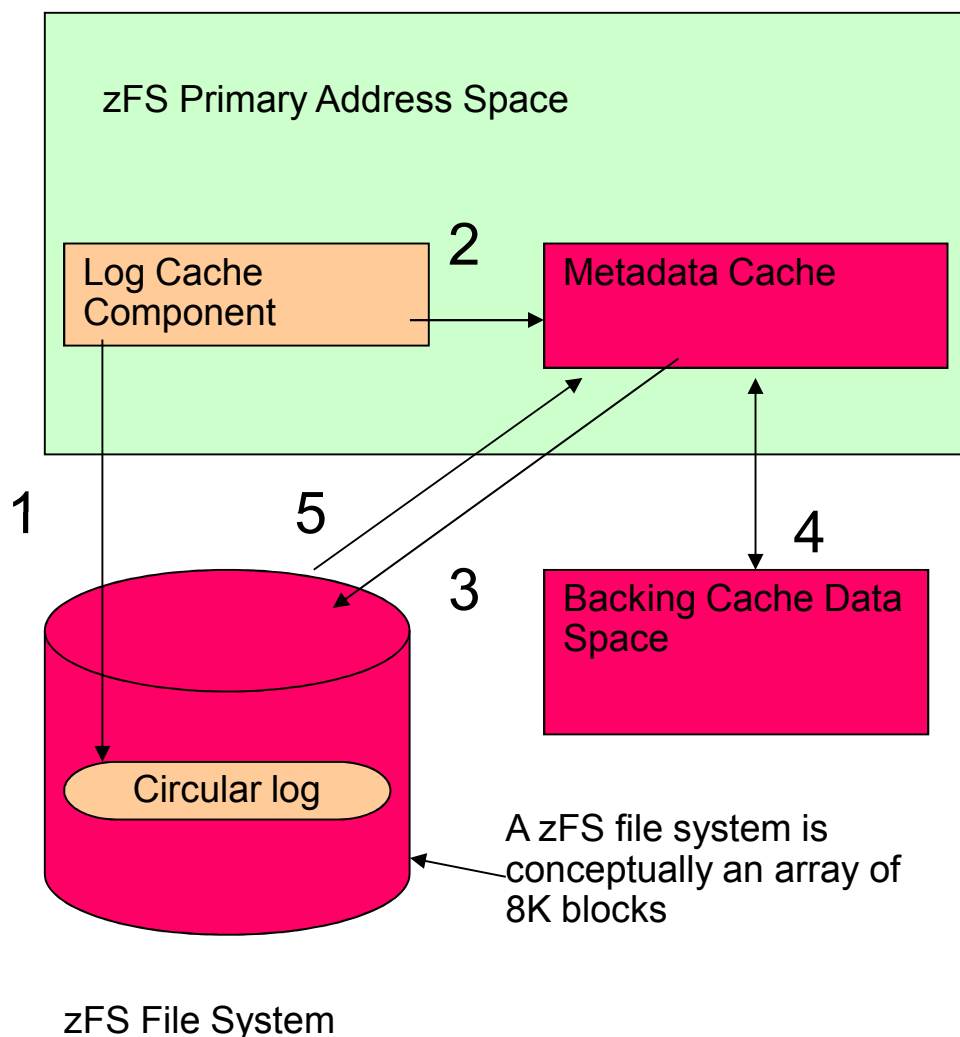 zFS Primary Address Space
2
Log Cache
Component
Metadata Cache
1
5
3
4
Backing Cache Data
Space
Circular log
A zFS file system is
conceptually an array of
8K blocks
zFS File System